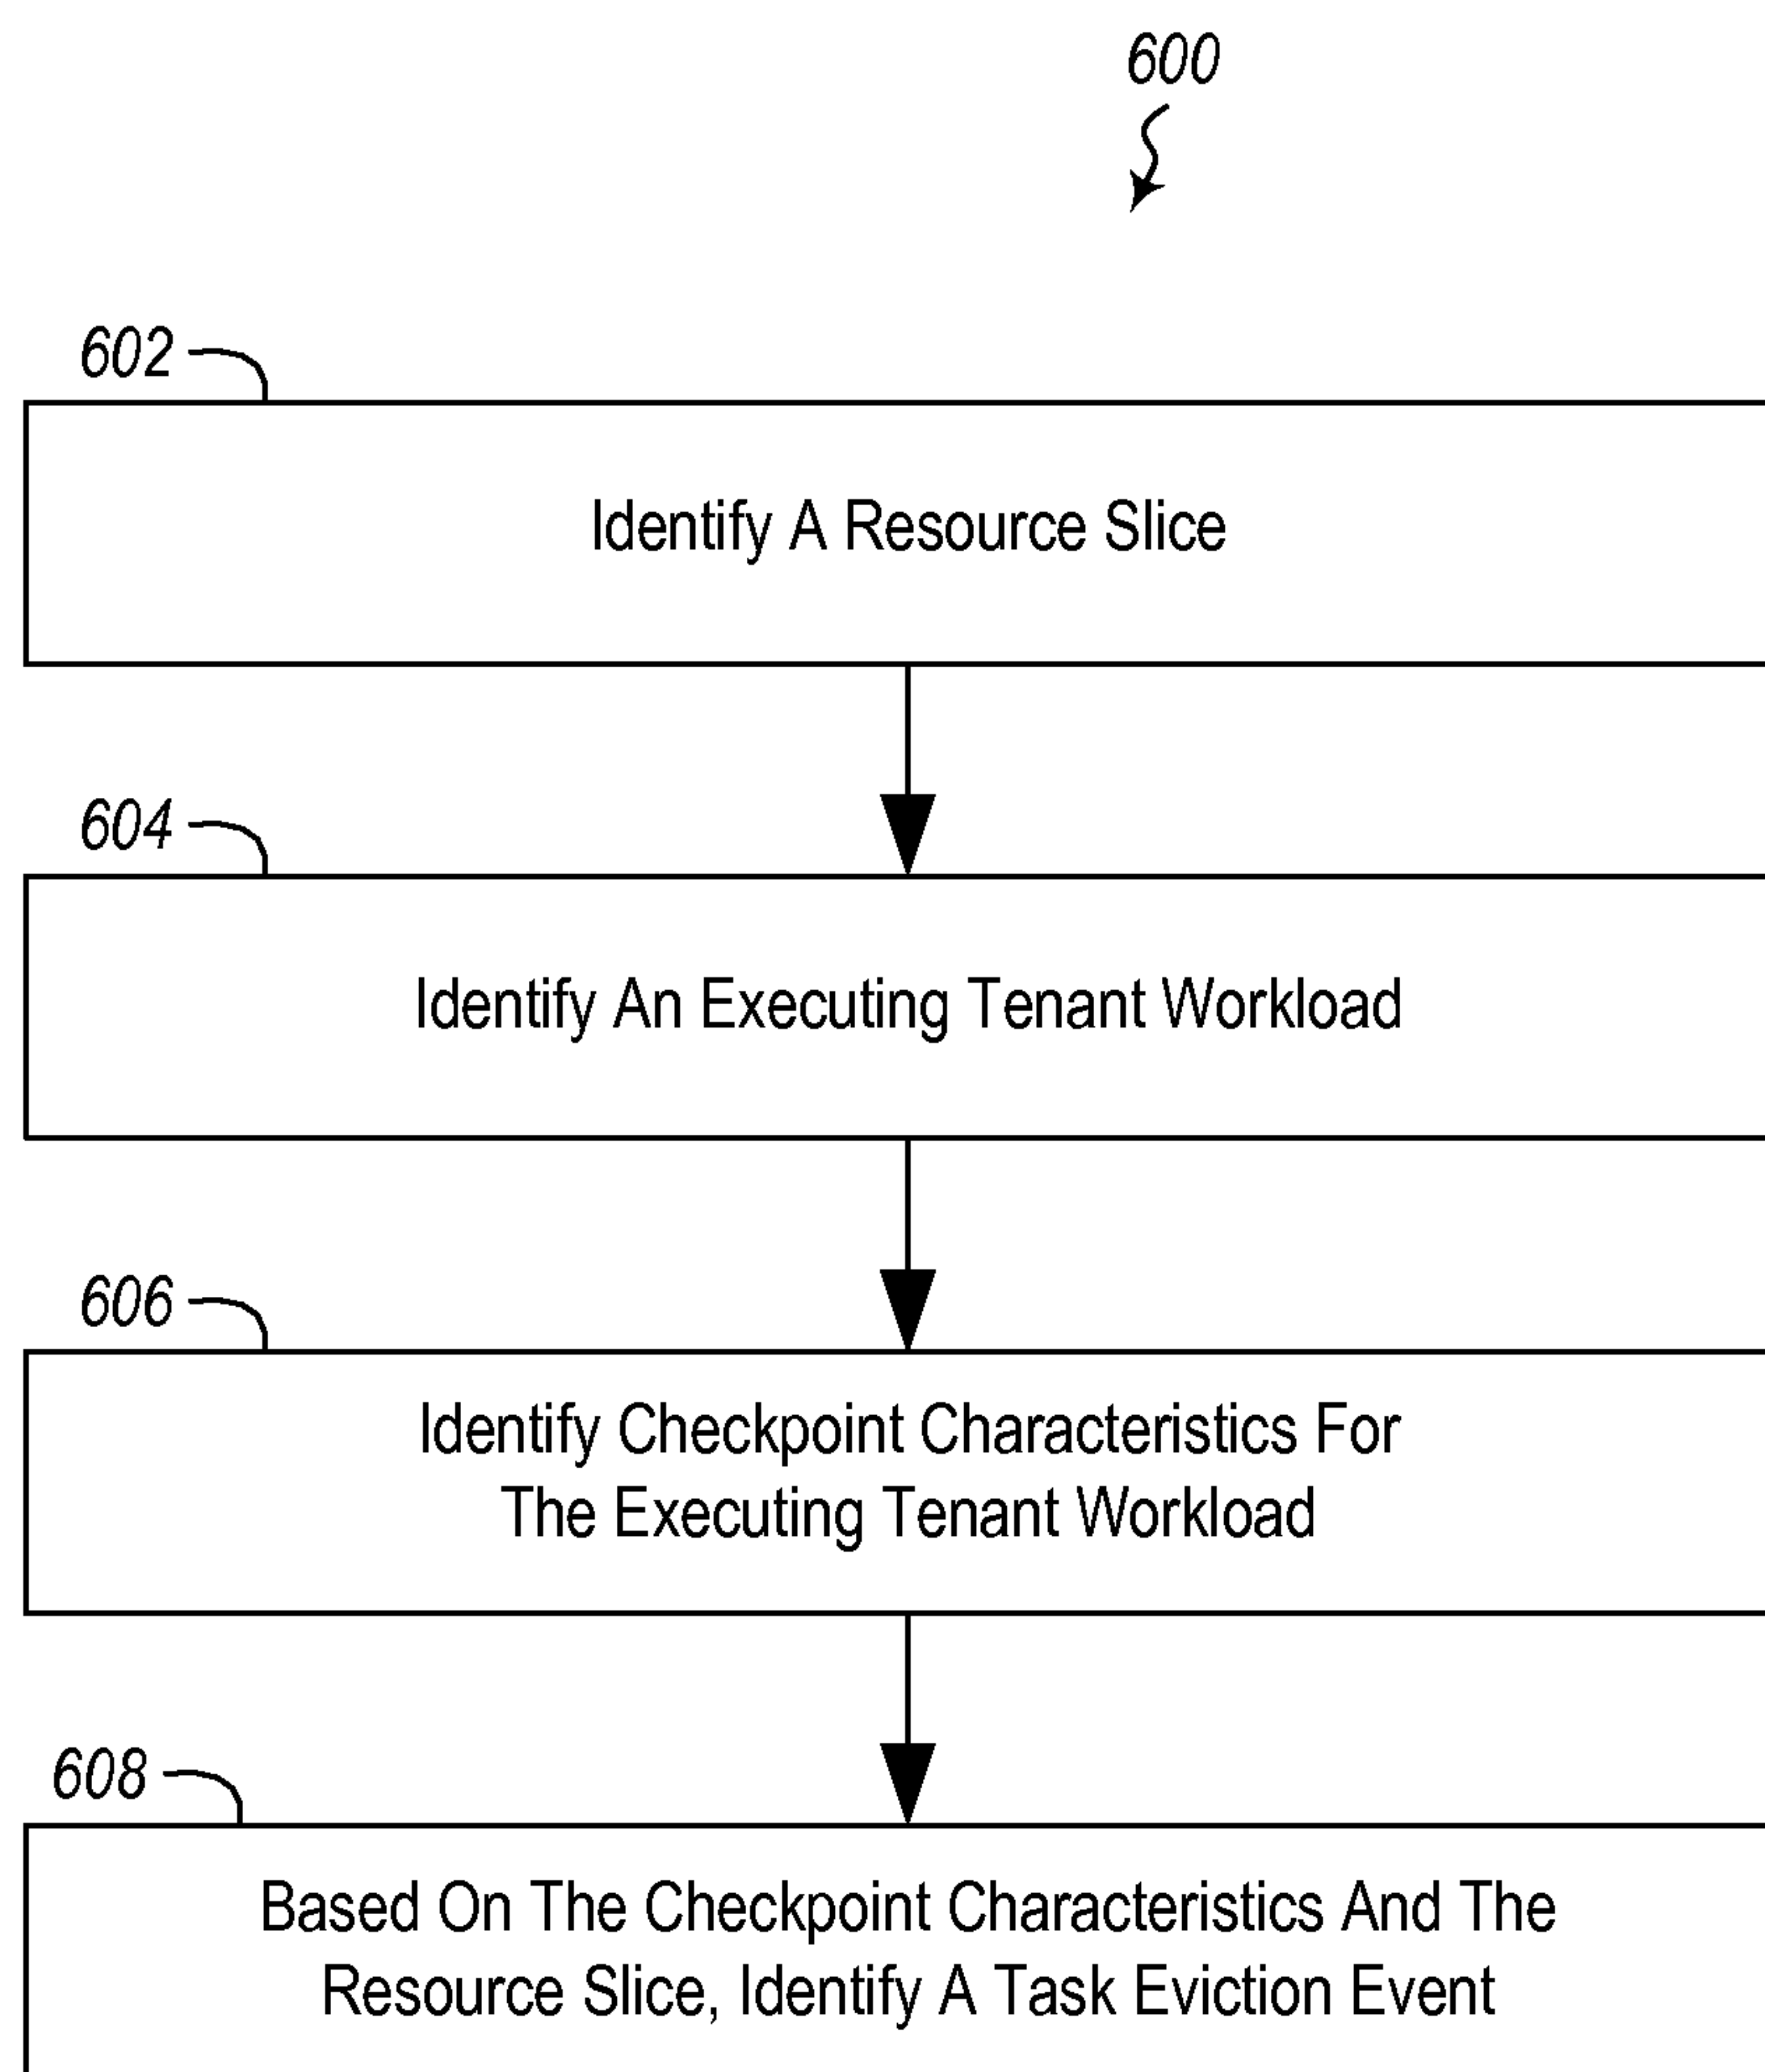 600
602
Identify A Resource Slice
604
Identify An Executing Tenant Workload
606
Identify Checkpoint Characteristics For
The Executing Tenant Workload
608
Based On The Checkpoint Characteristics And The
Resource Slice, Identify A Task Eviction Event